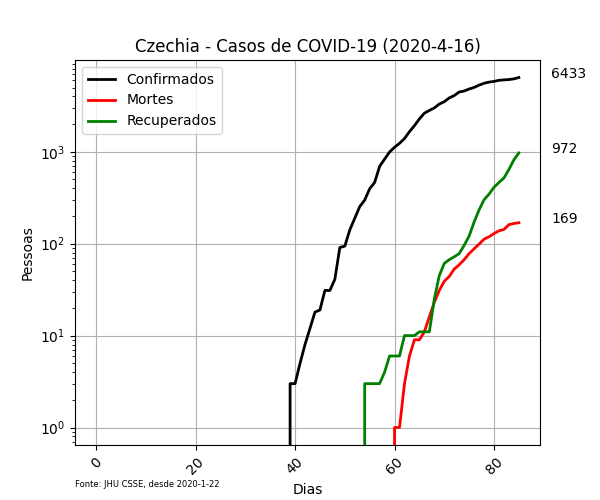 Czechia - Casos de COVID-19 (2020-4-16)
Confirmados
Mortes
Recuperados
6433
972
169
10³
10²
10¹
10⁰
Pessoas
0
20
40
60
80
Dias
Fonte: JHU CSSE, desde 2020-1-22